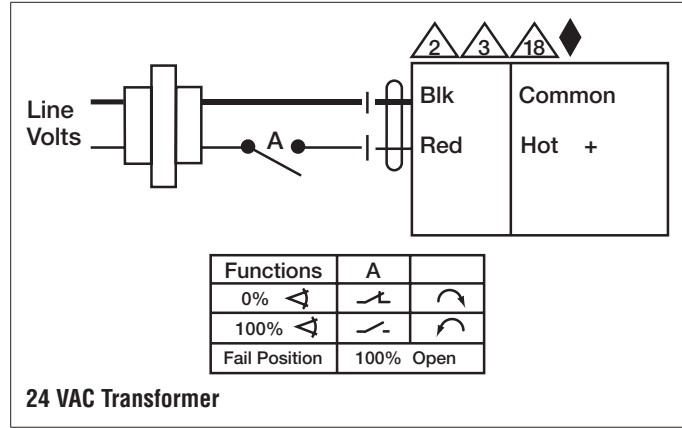 2 3 18
Blk Common
Line
Volts
A
Red Hot +
Functions A
0%
100%
Fail Position 100% Open
24 VAC Transformer